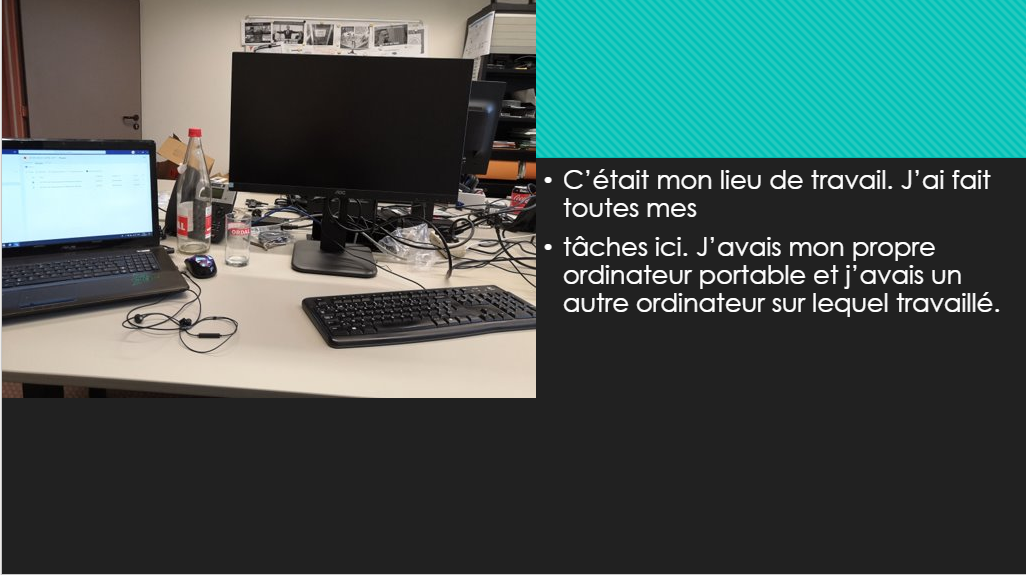 • C’était mon lieu de travail. J’ai fait
toutes mes
• tâches ici. J’avais mon propre
ordinateur portable et j’avais un
autre ordinateur sur lequel travaillé.